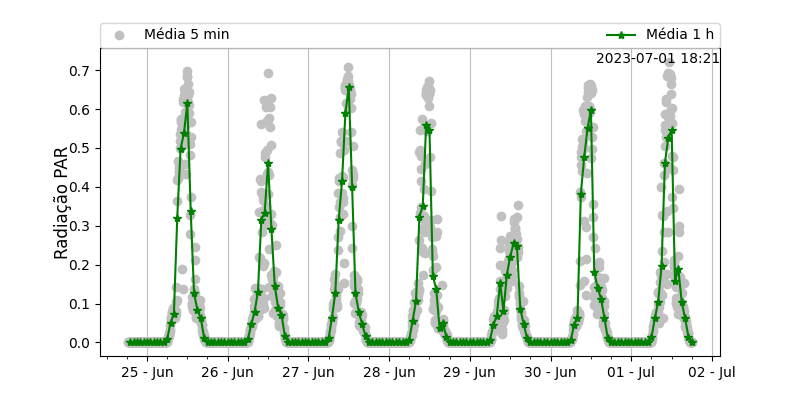 Média 5 min
Média 1 h
2023-07-01 18:21
0.7
0.6
0.5
0.4
0.3
0.2
0.1
0.0
Radiação PAR
25 - Jun
26 - Jun
27 - Jun
28 - Jun
29 - Jun
30 - Jun
01 - Jul
02 - Jul